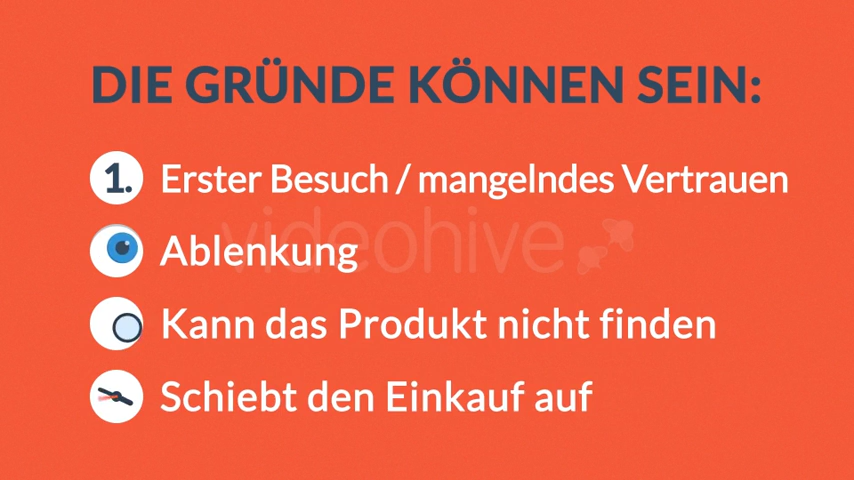 DIE GRÜNDE KÖNNEN SEIN:
1. Erster Besuch / mangelndes Vertrauen
videohive
Ablenkung
Kann das Produkt nicht finden
Schiebt den Einkauf auf